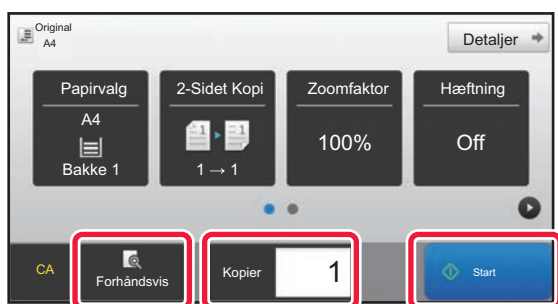 Original
A4
Detaljer
Papirvalg
A4
Bakke 1
2-Sidet Kopi
1 → 1
Zoomfaktor
100%
Hæftning
Off
CA
Forhåndsvis
Kopier
1
Start